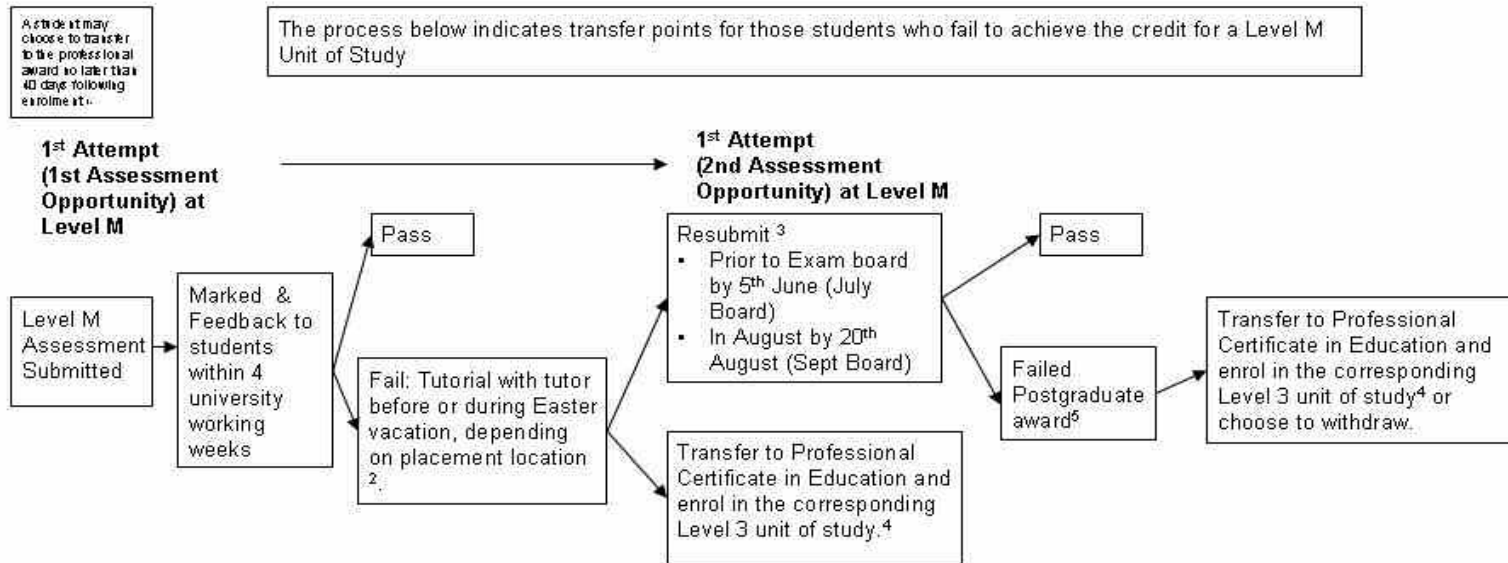 A student may
choose to transfer
to the professional
award no later than
40 days following
enrolment
The process below indicates transfer points for those students who fail to achieve the credit for a Level M
Unit of Study
1st Attempt
(1st Assessment
Opportunity) at
Level M
1st Attempt
(2nd Assessment
Opportunity) at Level M
Level M
Assessment
Submitted
Marked & 
Feedback to
students
within 4
university
working
weeks
Pass
Fail: Tutorial with tutor
before or during Easter
vacation, depending
on placement location
2.
Resubmit 3
▪ Prior to Exam board
by 5th June (July
Board)
▪ In August by 20th
August (Sept Board)
Transfer to Professional
Certificate in Education and
enrol in the corresponding
Level 3 unit of study.4
Pass
Failed
Postgraduate
award5
Transfer to Professional
Certificate in Education and
enrol in the corresponding
Level 3 unit of study4 or
choose to withdraw.